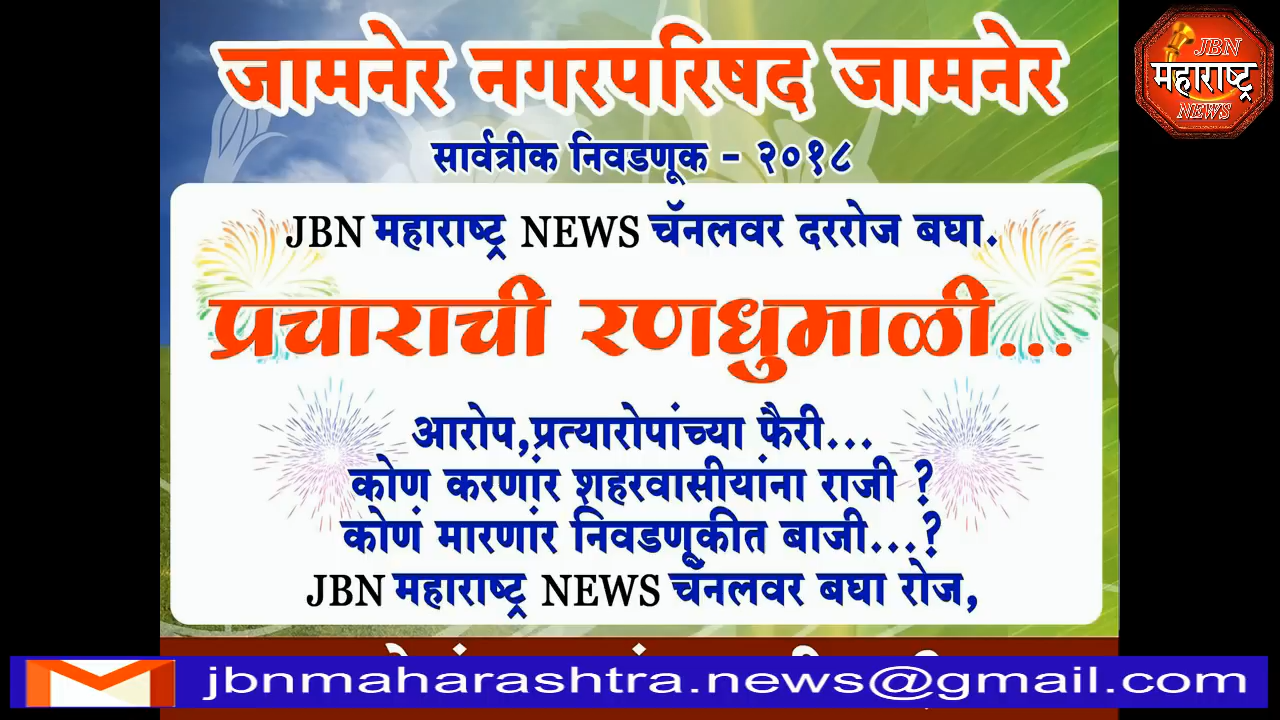 जामनेर नगरपरिषद जामनेर
JBN
महाराष्ट्र
NEWS
सार्वत्रीक निवडणूक - २०१८
JBN महाराष्ट्र NEWS चॅनलवर दररोज बघा.
प्रचाराची रणधुमाळी...
आरोप,प्रत्यारोपांच्या फैरी...
कोण करणांर शहरवासीयांना राजी ?
कोणं मारणांर निवडणूकीत बाजी...?
JBN महाराष्ट्र NEWS चॅनलवर बघा रोज,
jbnmaharashtra.news@gmail.com